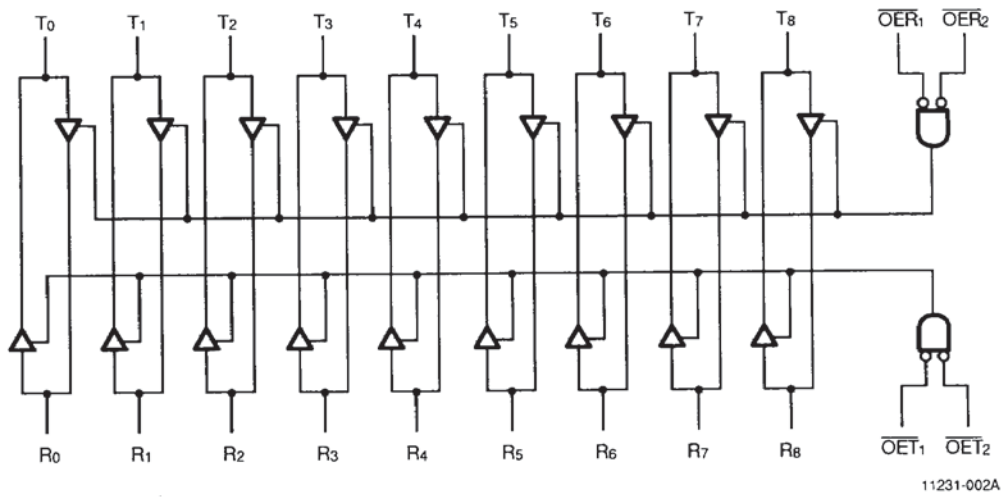 T0 T1 T2 T3 T4 T5 T6 T7 T8 OER1 OER2
R0 R1 R2 R3 R4 R5 R6 R7 R8 OET1 OET2
11231-002A